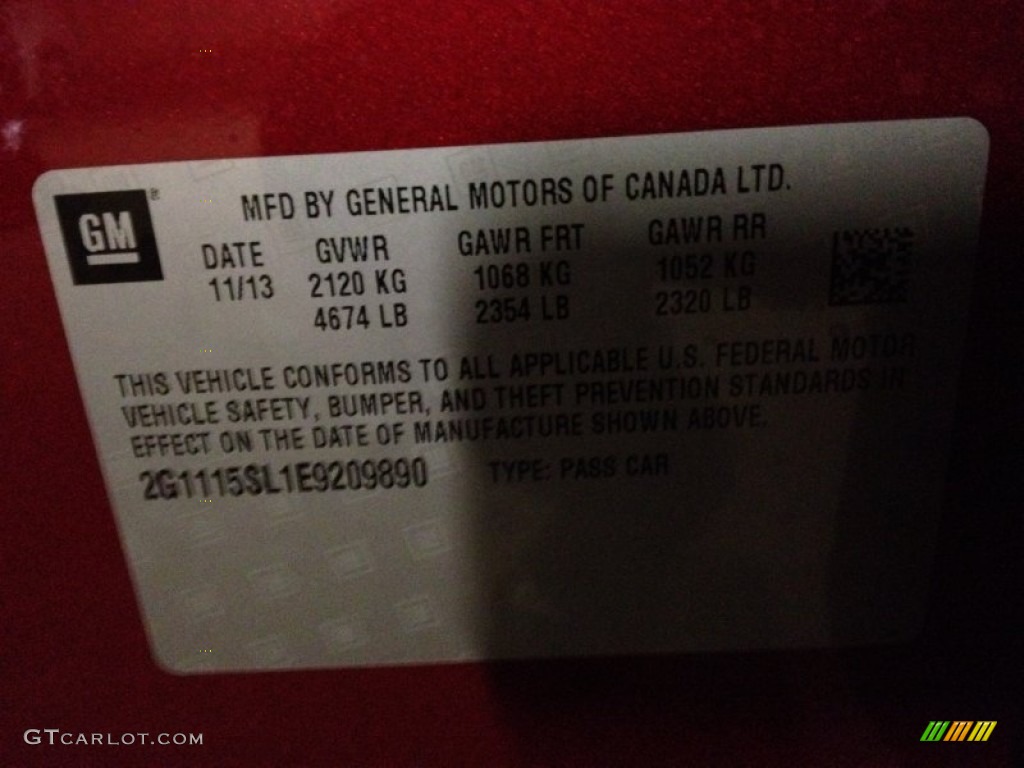 GM ®
MFD BY GENERAL MOTORS OF CANADA LTD.
DATE GVWR GAWR FRT GAWR RR
11/13 2120 KG 1068 KG 1052 KG
4674 LB 2354 LB 2320 LB
THIS VEHICLE CONFORMS TO ALL APPLICABLE U.S. FEDERAL MOTOR
VEHICLE SAFETY, BUMPER, AND THEFT PREVENTION STANDARDS IN
EFFECT ON THE DATE OF MANUFACTURE SHOWN ABOVE.
2G1115SL1E9209890 TYPE: PASS CAR
GTCARLOT.COM